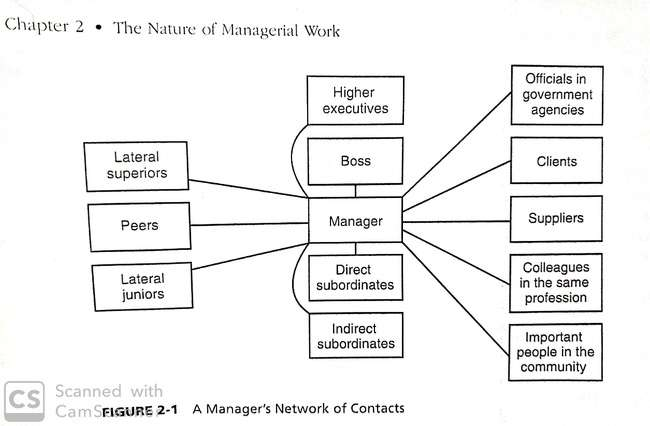 Chapter 2 • The Nature of Managerial Work
Higher
executives
Officials in
government
agencies
Lateral
superiors
Boss
Clients
Peers
Manager
Suppliers
Lateral
juniors
Direct
subordinates
Colleagues
in the same
profession
Indirect
subordinates
Important
people in the
community
CS
Scanned with
CamScanner
FIGURE 2-1 A Manager's Network of Contacts